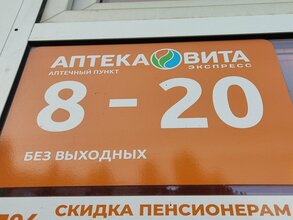 АПТЕКА ВИТА
ЭКСПРЕСС
АПТЕЧНЫЙ ПУНКТ
8 – 20
БЕЗ ВЫХОДНЫХ
СКИДКА ПЕНСИОНЕРАМ